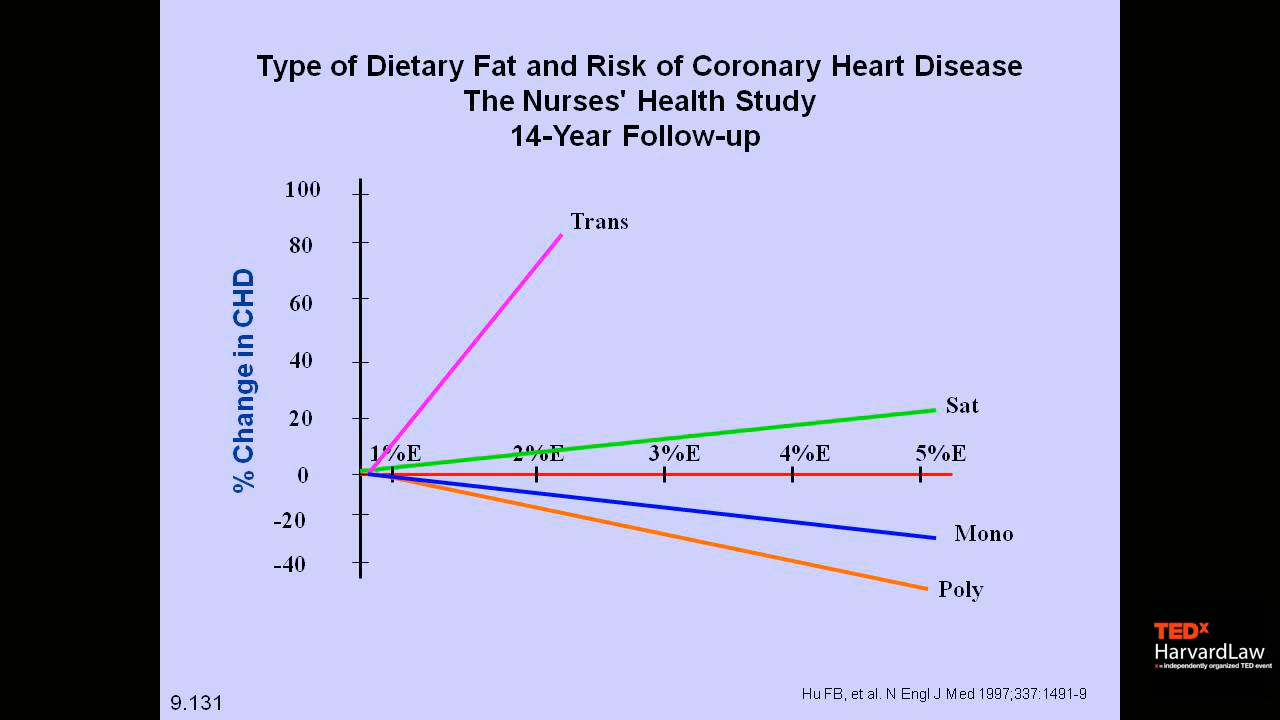 Type of Dietary Fat and Risk of Coronary Heart Disease
The Nurses' Health Study
14-Year Follow-up
% Change in CHD
100
80
60
40
20
0
-20
-40
1%E
2%E
3%E
4%E
5%E
Trans
Sat
Mono
Poly
TEDx
HarvardLaw
x = independently organized TED event
Hu FB, et al. N Engl J Med 1997;337:1491-9
9.131